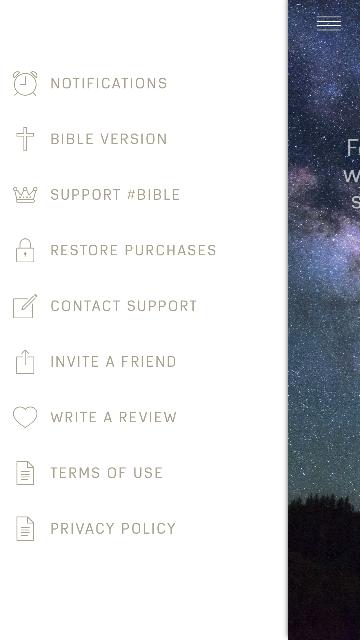 NOTIFICATIONS
BIBLE VERSION
SUPPORT #BIBLE
RESTORE PURCHASES
CONTACT SUPPORT
INVITE A FRIEND
WRITE A REVIEW
TERMS OF USE
PRIVACY POLICY